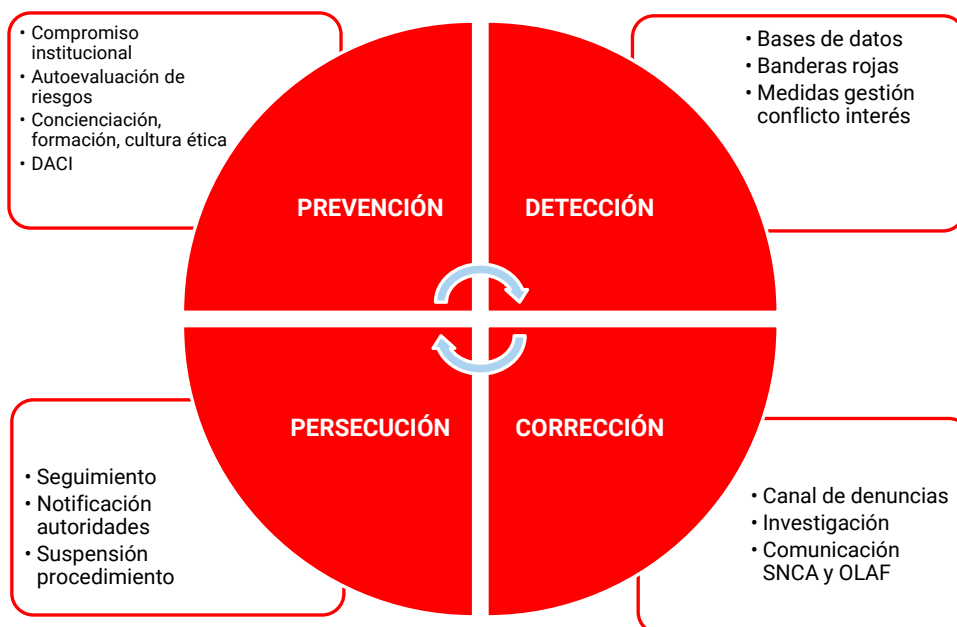 • Compromiso
institucional
• Autoevaluación de
riesgos
• Concienciación,
formación, cultura ética
• DACI
• Bases de datos
• Banderas rojas
• Medidas gestión
conflicto interés
PREVENCIÓN
DETECCIÓN
PERSECUCIÓN
CORRECCIÓN
• Seguimiento
• Notificación
autoridades
• Suspensión
procedimiento
• Canal de denuncias
• Investigación
• Comunicación
SNCA y OLAF